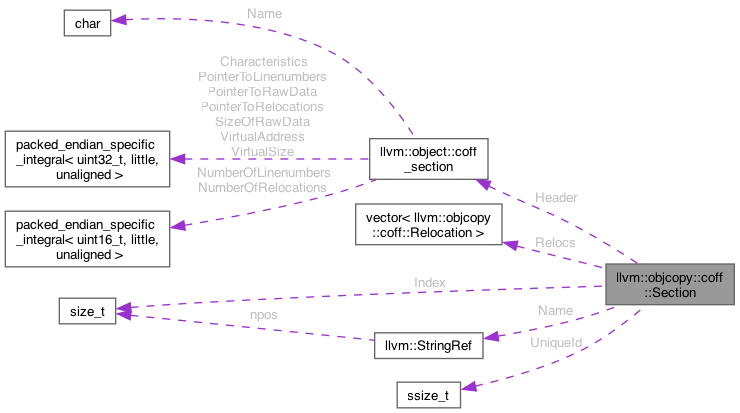 Name
char
Characteristics
PointerToLinenumbers
PointerToRawData
PointerToRelocations
SizeOfRawData
VirtualAddress
VirtualSize
packed_endian_specific
_integral< uint32_t, little,
unaligned >
llvm::object::coff
_section
NumberOfLinenumbers
NumberOfRelocations
Header
packed_endian_specific
_integral< uint16_t, little,
unaligned >
vector< llvm::objcopy
::coff::Relocation >
Relocs
llvm::objcopy::coff
::Section
Index
size_t
npos
Name
llvm::StringRef
UniqueId
ssize_t